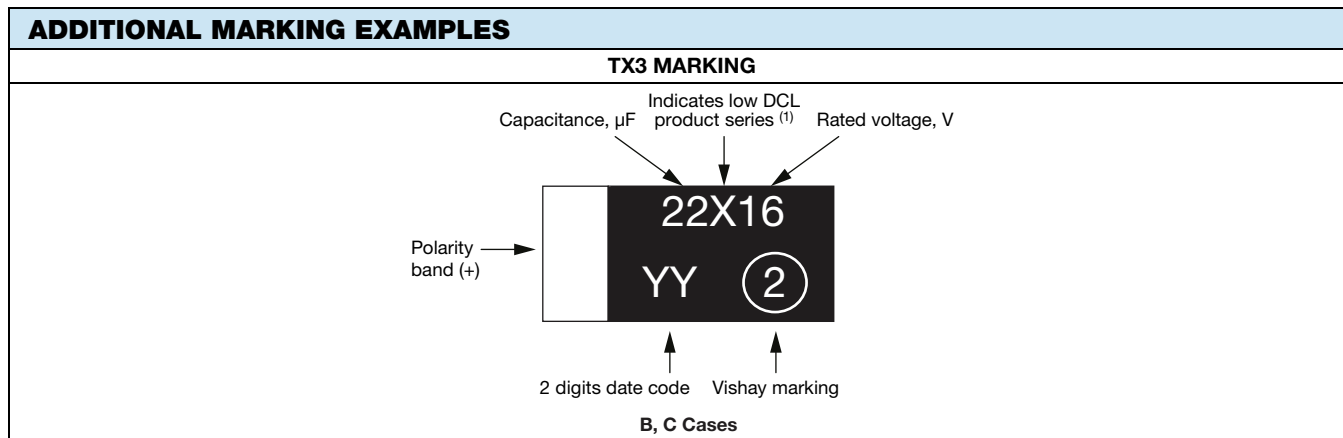 ADDITIONAL MARKING EXAMPLES
TX3 MARKING
Capacitance, μF
Indicates low DCL
product series (1)
Rated voltage, V
22X16
Polarity
band (+)
YY 2
2 digits date code
Vishay marking
B, C Cases